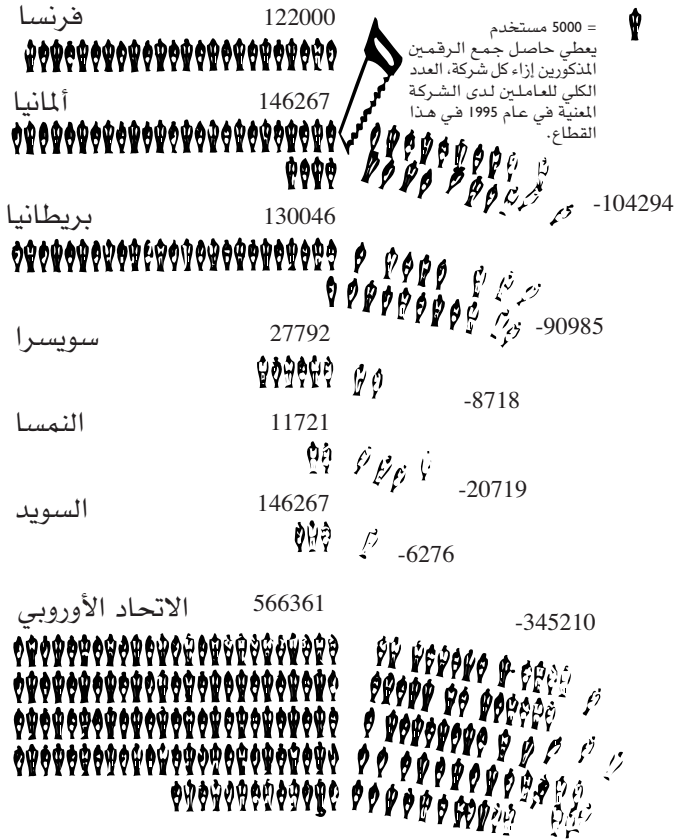 = 5000 مستخدم
يعطي حاصل جمع الرقمين
المذكورين إزاء كل شركة، العدد
الكلي للعاملين لدى الشركة
المعنية في عام 1995 في هذا
القطاع.
فرنسا 122000
ألمانيا 146267
-104294
بريطانيا 130046
-90985
سويسرا 27792
-8718
النمسا 11721
-20719
السويد 146267
-6276
الاتحاد الأوروبي 566361
-345210